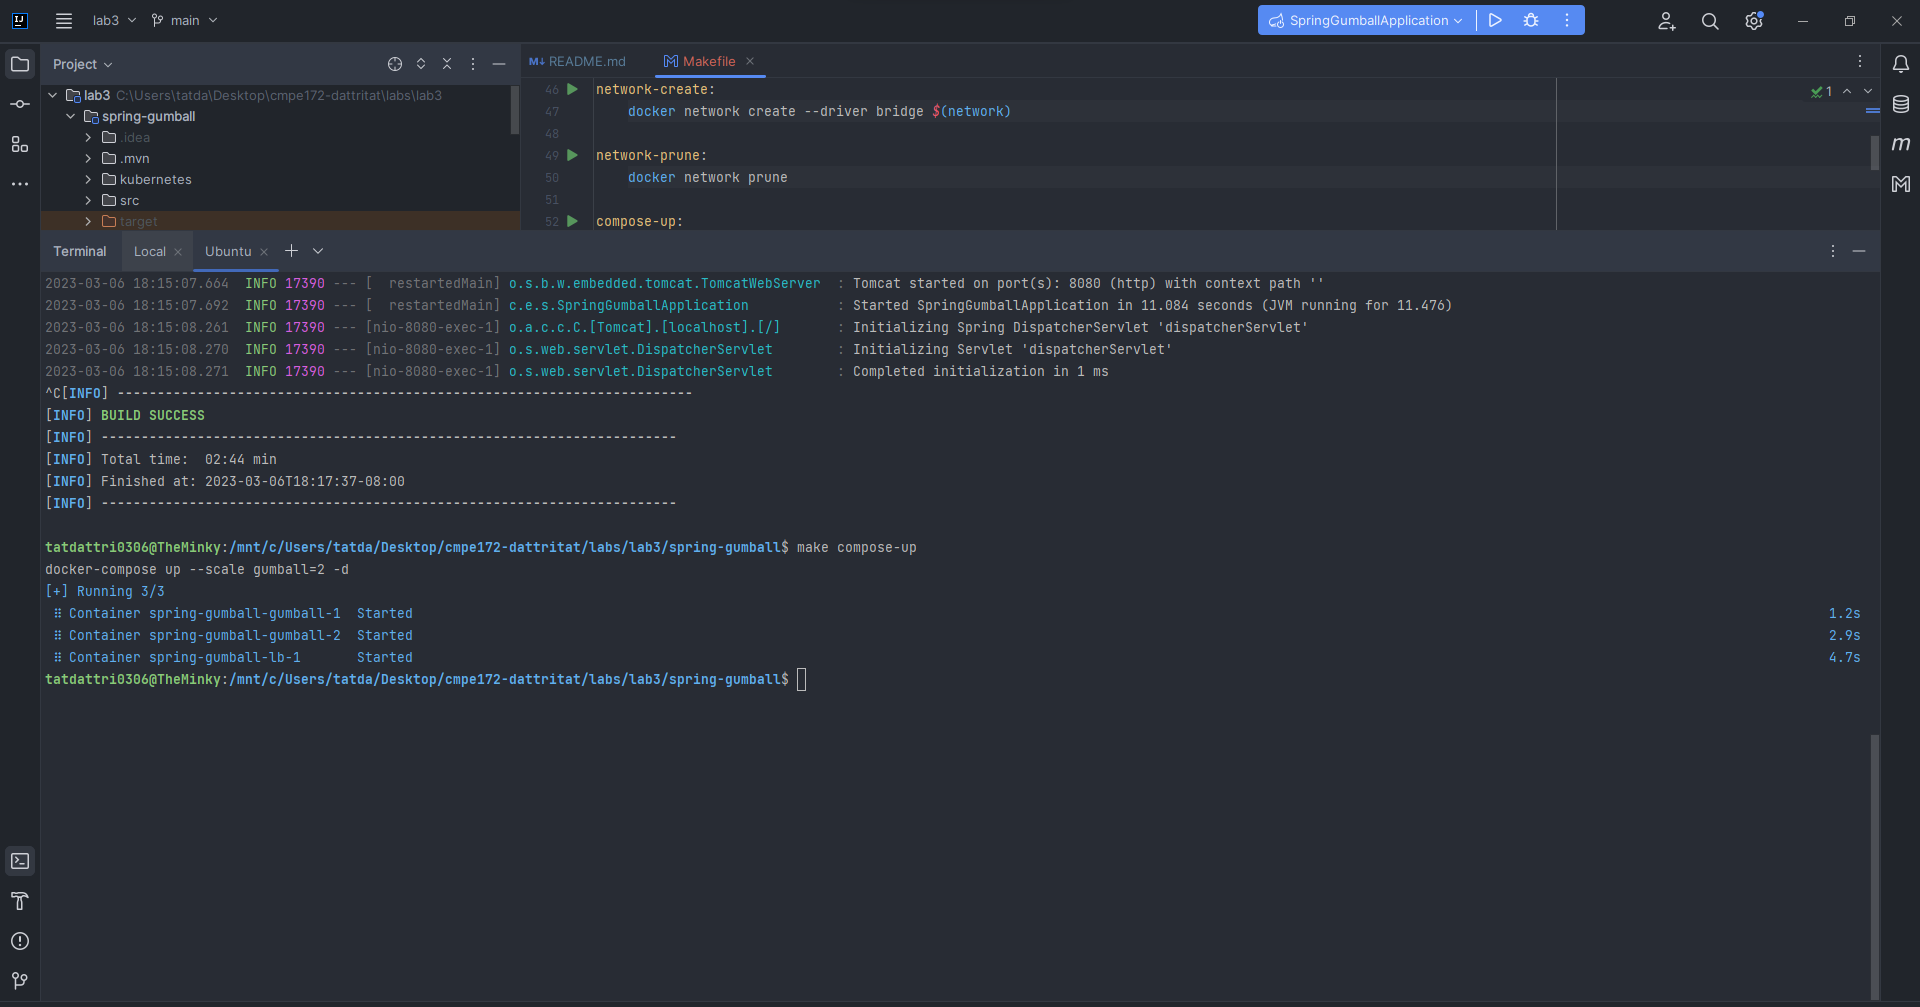 lab3 main SpringGumballApplication
Project
lab3 C:\Users\tatda\Desktop\cmpe172-dattritat\labs\lab3
spring-gumball
.idea
.mvn
kubernetes
src
target
README.md Makefile
46 network-create:
47 docker network create --driver bridge $(network)
48
49 network-prune:
50 docker network prune
51
52 compose-up:
1
Terminal Local Ubuntu
2023-03-06 18:15:07.664 INFO 17390 --- [ restartedMain] o.s.b.w.embedded.tomcat.TomcatWebServer : Tomcat started on port(s): 8080 (http) with context path ''
2023-03-06 18:15:07.692 INFO 17390 --- [ restartedMain] c.e.s.SpringGumballApplication : Started SpringGumballApplication in 11.084 seconds (JVM running for 11.476)
2023-03-06 18:15:08.261 INFO 17390 --- [nio-8080-exec-1] o.a.c.c.C.[Tomcat].[localhost].[/] : Initializing Spring DispatcherServlet 'dispatcherServlet'
2023-03-06 18:15:08.270 INFO 17390 --- [nio-8080-exec-1] o.s.web.servlet.DispatcherServlet : Initializing Servlet 'dispatcherServlet'
2023-03-06 18:15:08.271 INFO 17390 --- [nio-8080-exec-1] o.s.web.servlet.DispatcherServlet : Completed initialization in 1 ms
^C[INFO] ------------------------------------------------------------------------
[INFO] BUILD SUCCESS
[INFO] ------------------------------------------------------------------------
[INFO] Total time:  02:44 min
[INFO] Finished at: 2023-03-06T18:17:37-08:00
[INFO] ------------------------------------------------------------------------
tatdattri0306@TheMinky:/mnt/c/Users/tatda/Desktop/cmpe172-dattritat/labs/lab3/spring-gumball$ make compose-up
docker-compose up --scale gumball=2 -d
[+] Running 3/3
⠿ Container spring-gumball-gumball-1 Started 1.2s
⠿ Container spring-gumball-gumball-2 Started 2.9s
⠿ Container spring-gumball-lb-1 Started 4.7s
tatdattri0306@TheMinky:/mnt/c/Users/tatda/Desktop/cmpe172-dattritat/labs/lab3/spring-gumball$